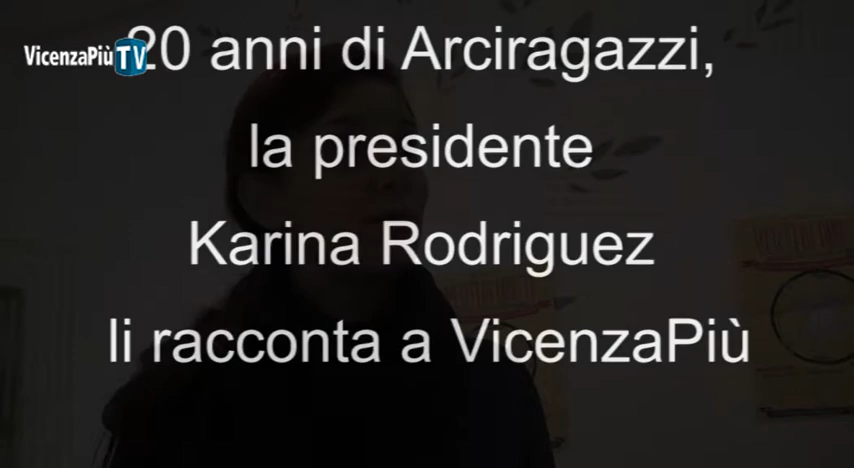 VicenzaPiù TV
20 anni di Arciragazzi,
la presidente
Karina Rodriguez
li racconta a VicenzaPiù